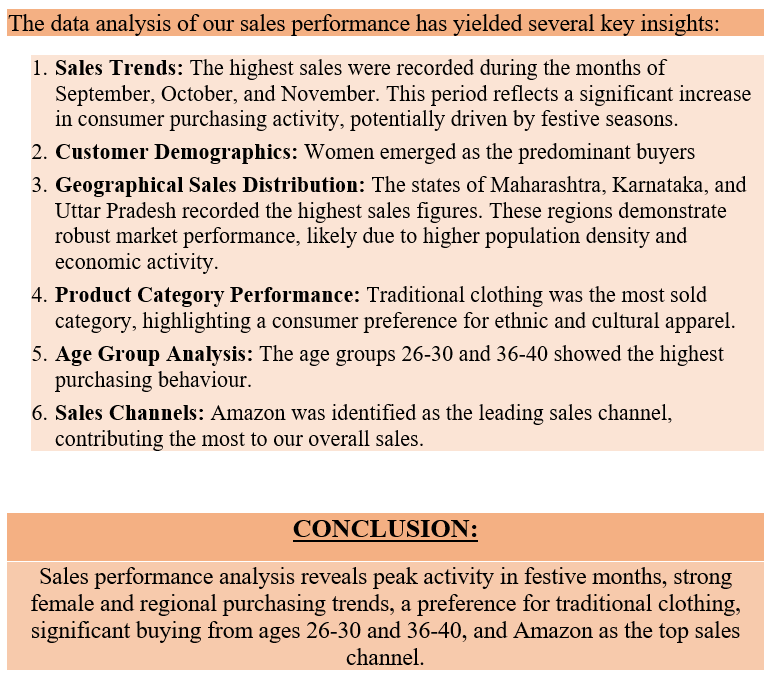 The data analysis of our sales performance has yielded several key insights:
1. Sales Trends: The highest sales were recorded during the months of
September, October, and November. This period reflects a significant increase
in consumer purchasing activity, potentially driven by festive seasons.
2. Customer Demographics: Women emerged as the predominant buyers
3. Geographical Sales Distribution: The states of Maharashtra, Karnataka, and
Uttar Pradesh recorded the highest sales figures. These regions demonstrate
robust market performance, likely due to higher population density and
economic activity.
4. Product Category Performance: Traditional clothing was the most sold
category, highlighting a consumer preference for ethnic and cultural apparel.
5. Age Group Analysis: The age groups 26-30 and 36-40 showed the highest
purchasing behaviour.
6. Sales Channels: Amazon was identified as the leading sales channel,
contributing the most to our overall sales.
CONCLUSION:
Sales performance analysis reveals peak activity in festive months, strong
female and regional purchasing trends, a preference for traditional clothing,
significant buying from ages 26-30 and 36-40, and Amazon as the top sales
channel.